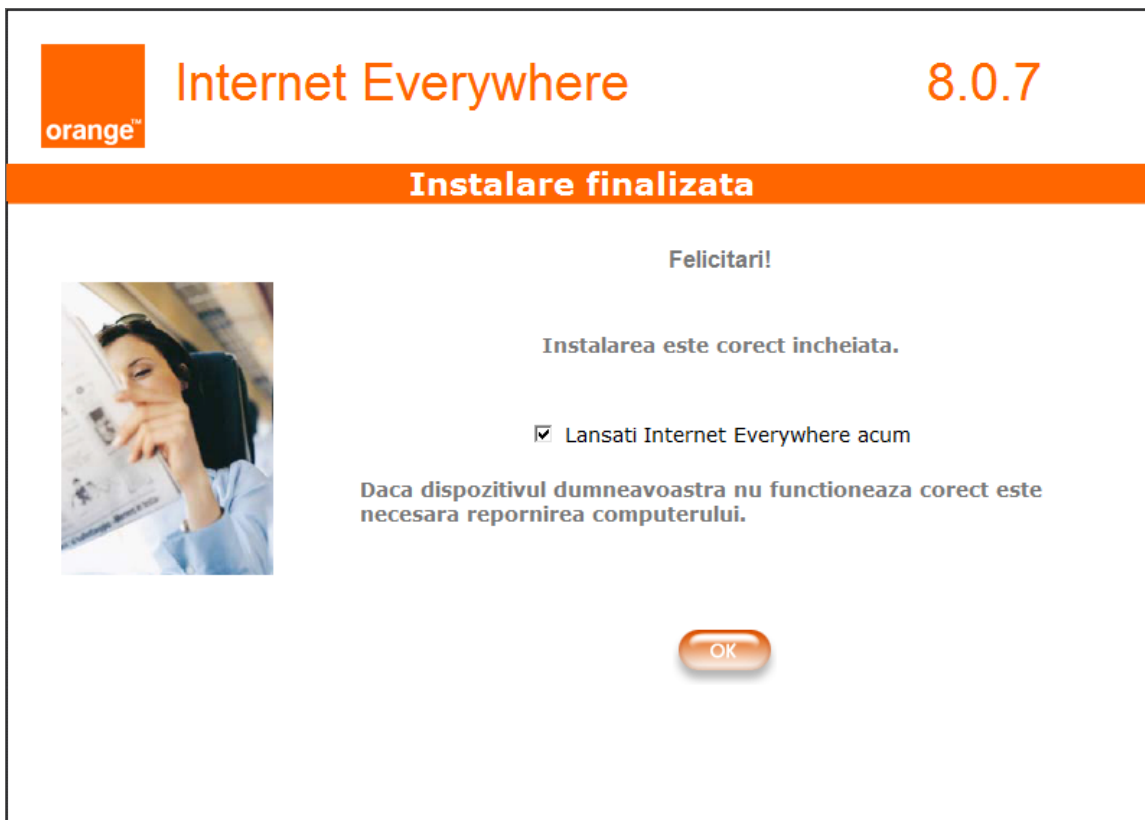 orange™
Internet Everywhere 8.0.7
Instalare finalizata
Felicitari!
Instalarea este corect incheiata.
Lansati Internet Everywhere acum
Daca dispozitivul dumneavoastra nu functioneaza corect este
necesara repornirea computerului.
OK